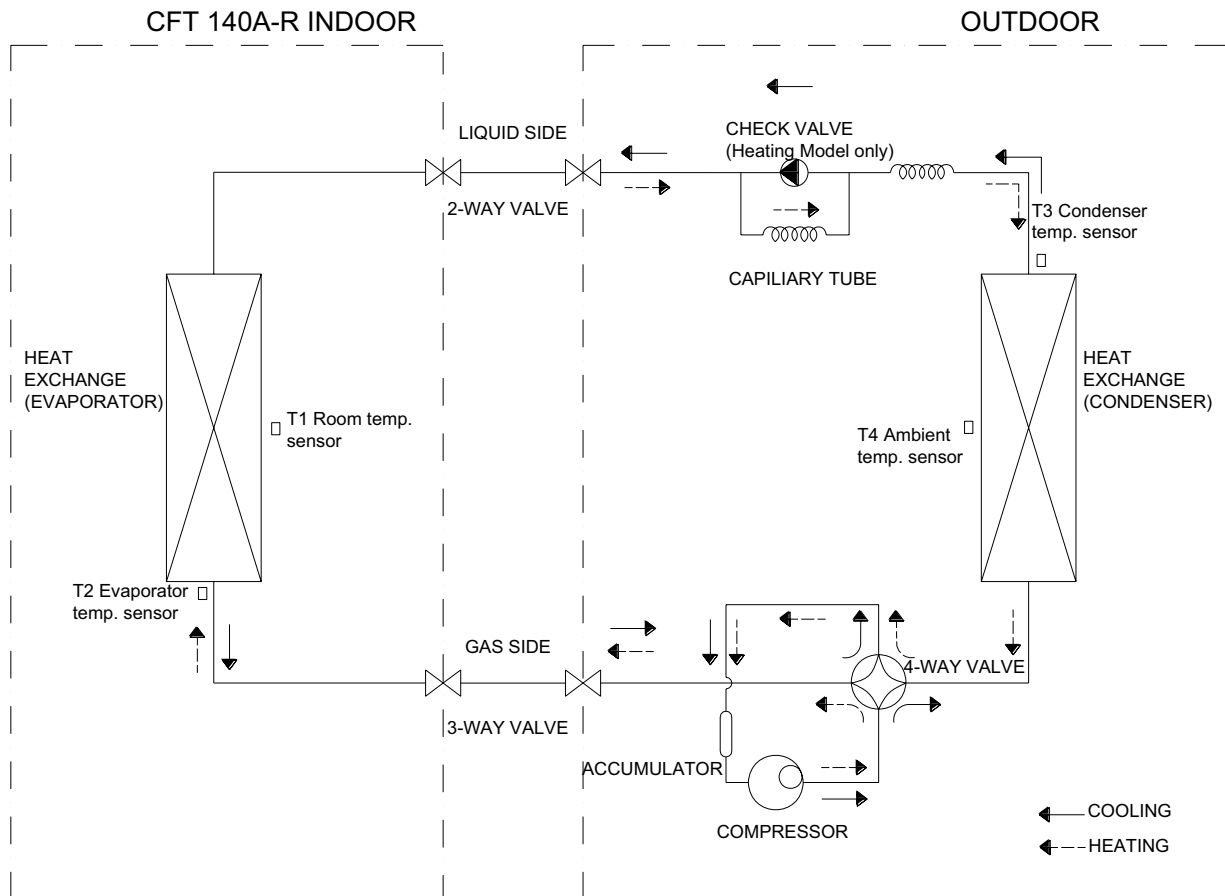 CFT 140A-R INDOOR
OUTDOOR
LIQUID SIDE
CHECK VALVE
(Heating Model only)
2-WAY VALVE
T3 Condenser
temp. sensor
CAPILIARY TUBE
HEAT
EXCHANGE
(EVAPORATOR)
T1 Room temp.
sensor
T4 Ambient
temp. sensor
HEAT
EXCHANGE
(CONDENSER)
T2 Evaporator
temp. sensor
GAS SIDE
4-WAY VALVE
3-WAY VALVE
ACCUMULATOR
COMPRESSOR
COOLING
HEATING